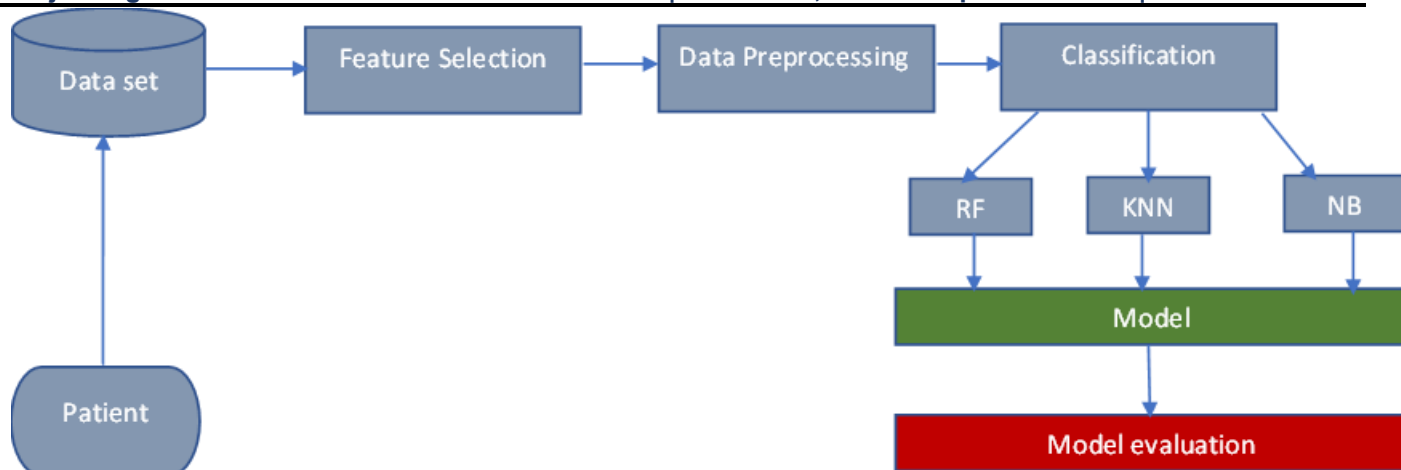 Data set
Feature Selection
Data Preprocessing
Classification
RF
KNN
NB
Model
Patient
Model evaluation